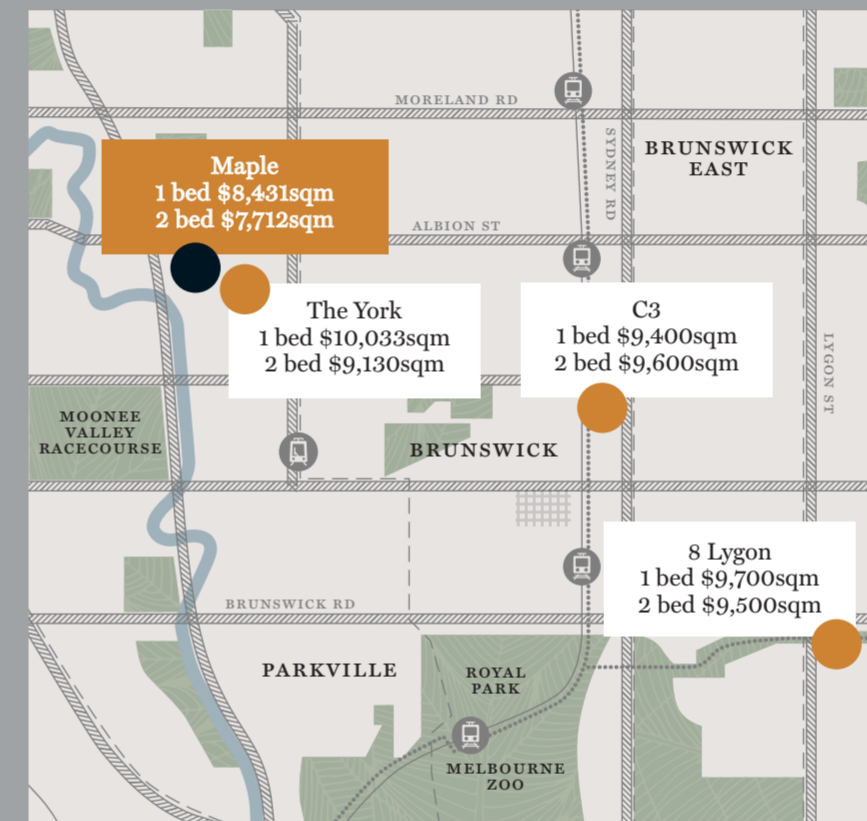 MORELAND RD
SYDNEY RD
BRUNSWICK
EAST
Maple
1 bed $8,431sqm
2 bed $7,712sqm
ALBION ST
The York
1 bed $10,033sqm
2 bed $9,130sqm
C3
1 bed $9,400sqm
2 bed $9,600sqm
LYGON ST
MOONEE
VALLEY
RACECOURSE
BRUNSWICK
8 Lygon
1 bed $9,700sqm
2 bed $9,500sqm
BRUNSWICK RD
PARKVILLE
ROYAL
PARK
MELBOURNE
ZOO